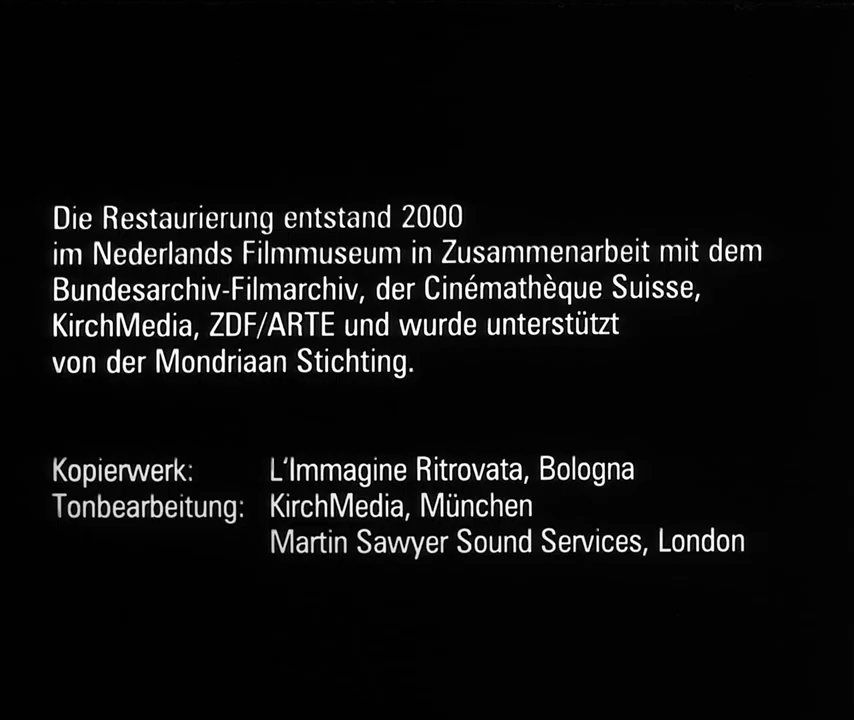 Die Restaurierung entstand 2000
im Nederlands Filmmuseum in Zusammenarbeit mit dem
Bundesarchiv-Filmarchiv, der Cinémathèque Suisse,
KirchMedia, ZDF/ARTE und wurde unterstützt
von der Mondriaan Stichting.
Kopierwerk: L‘Immagine Ritrovata, Bologna
Tonbearbeitung: KirchMedia, München
Martin Sawyer Sound Services, London